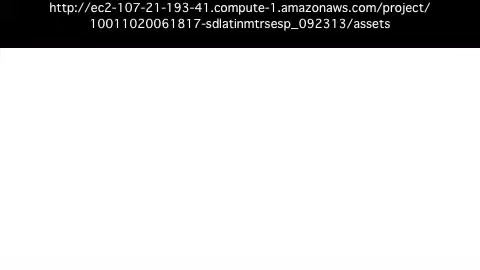 http://ec2-107-21-193-41.compute-1.amazonaws.com/project/
10011020061817-sdlatinmtrsesp_092313/assets